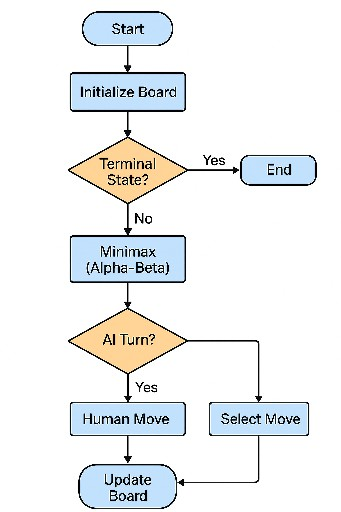 Start
Initialize Board
Terminal
State?
Yes
End
No
Minimax
(Alpha-Beta)
AI Turn?
Yes
Human Move
Select Move
Update
Board